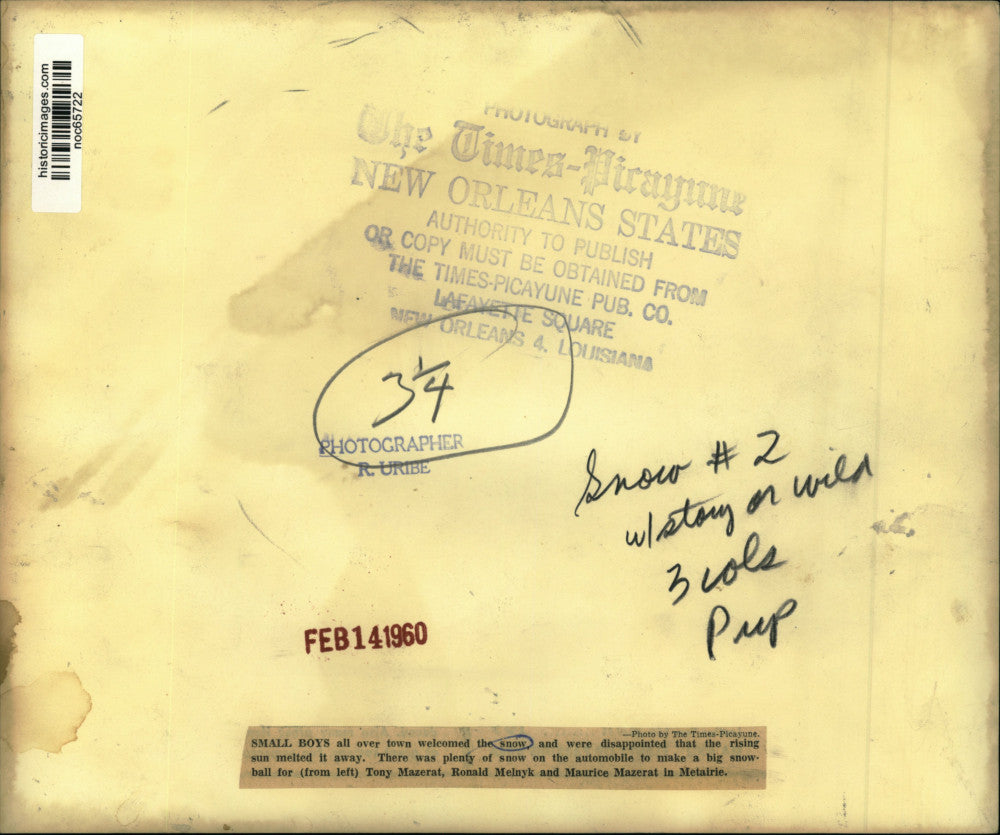 historicimages.com
noc65722
PHOTOGRAPH BY
The Times-Picayune
NEW ORLEANS STATES
AUTHORITY TO PUBLISH
OR COPY MUST BE OBTAINED FROM
THE TIMES-PICAYUNE PUB. CO.
LAFAYETTE SQUARE
NEW ORLEANS 4, LOUISIANA
3 1/4
PHOTOGRAPHER
R. URIBE
Snow # 2
w/story or wild
3 cols
FEB 14 1960
—Photo by The Times-Picayune.
SMALL BOYS all over town welcomed the snow, and were disappointed that the rising
sun melted it away. There was plenty of snow on the automobile to make a big snow-
ball for (from left) Tony Mazerat, Ronald Melnyk and Maurice Mazerat in Metairie.